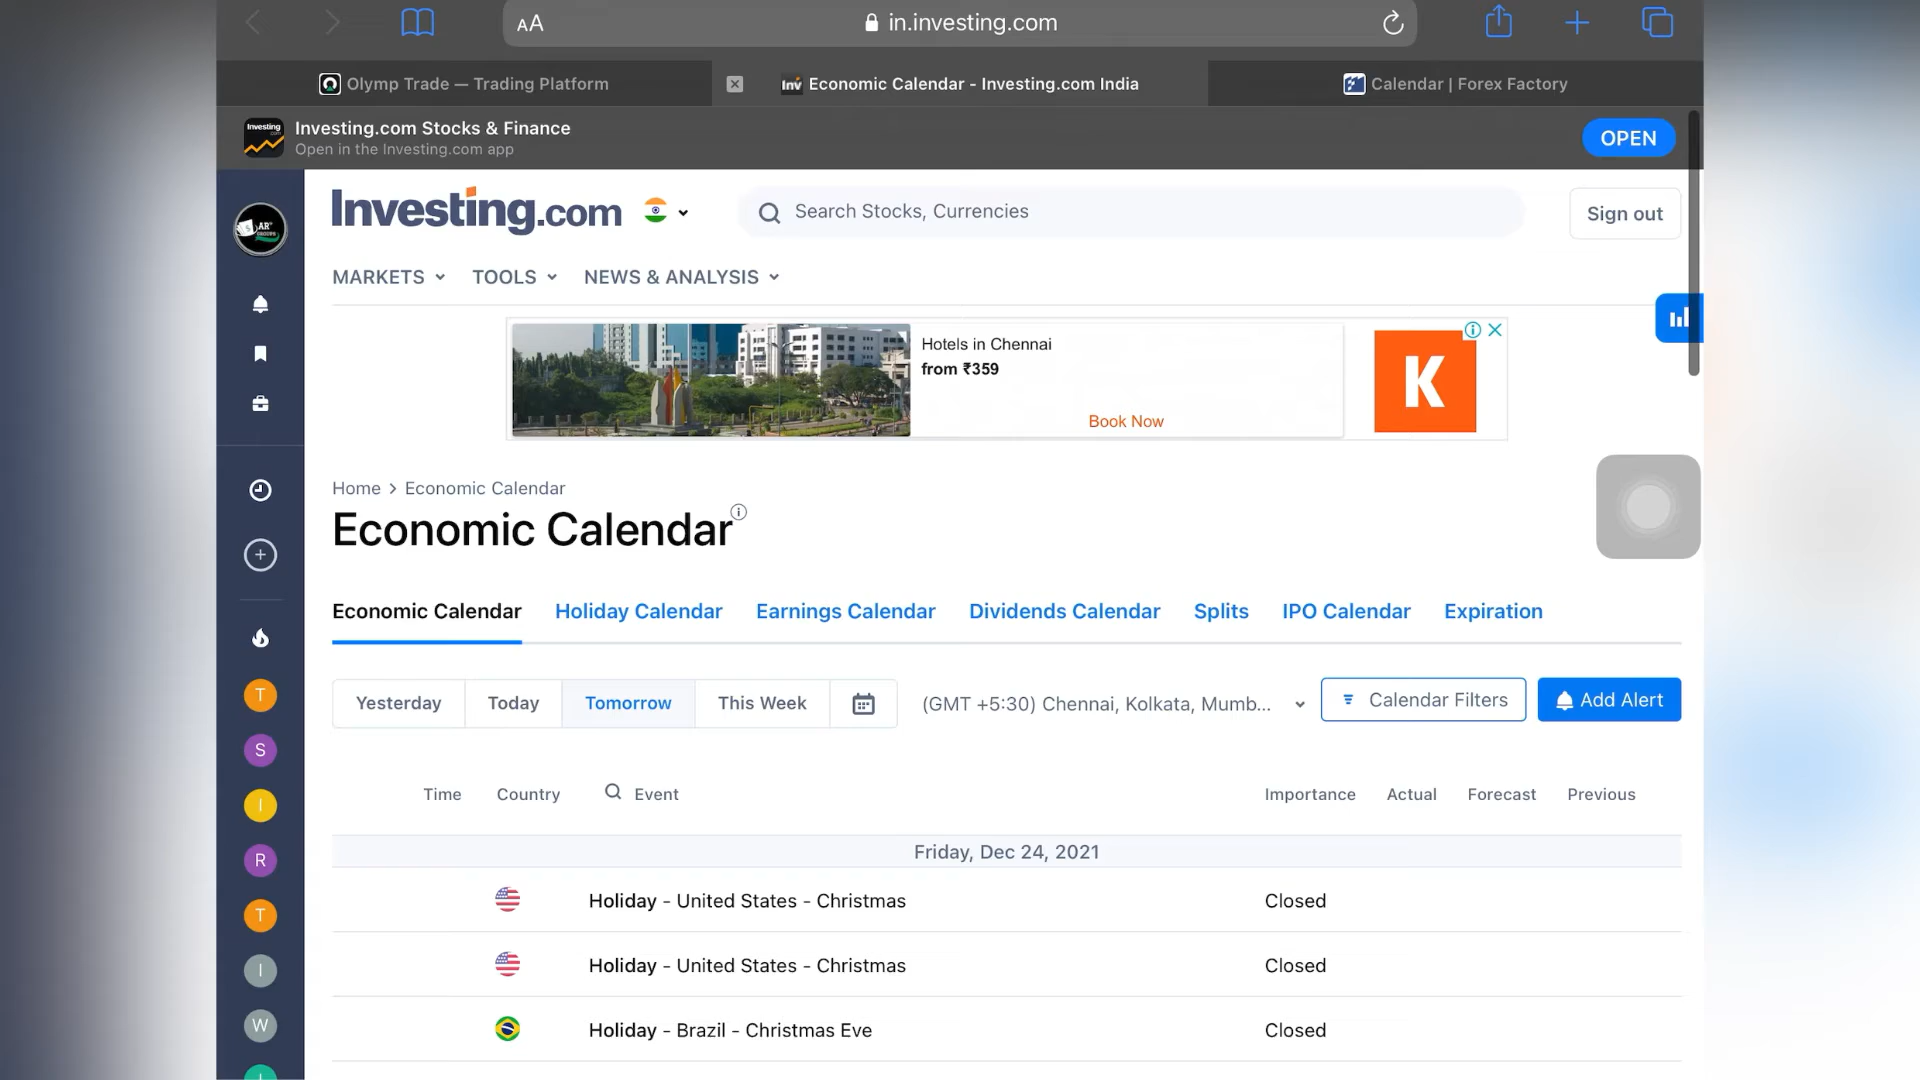 AA in.investing.com
Olymp Trade — Trading Platform
Economic Calendar - Investing.com India
Calendar | Forex Factory
Investing.com Stocks & Finance
Open in the Investing.com app
OPEN
Investing.com
Search Stocks, Currencies
Sign out
MARKETS TOOLS NEWS & ANALYSIS
Hotels in Chennai
from ₹359
Book Now
K
Home > Economic Calendar
Economic Calendar
Economic Calendar Holiday Calendar Earnings Calendar Dividends Calendar Splits IPO Calendar Expiration
Yesterday Today Tomorrow This Week (GMT +5:30) Chennai, Kolkata, Mumb... Calendar Filters Add Alert
Time Country Event Importance Actual Forecast Previous
Friday, Dec 24, 2021
Holiday - United States - Christmas Closed
Holiday - United States - Christmas Closed
Holiday - Brazil - Christmas Eve Closed
T
S
I
R
T
I
W